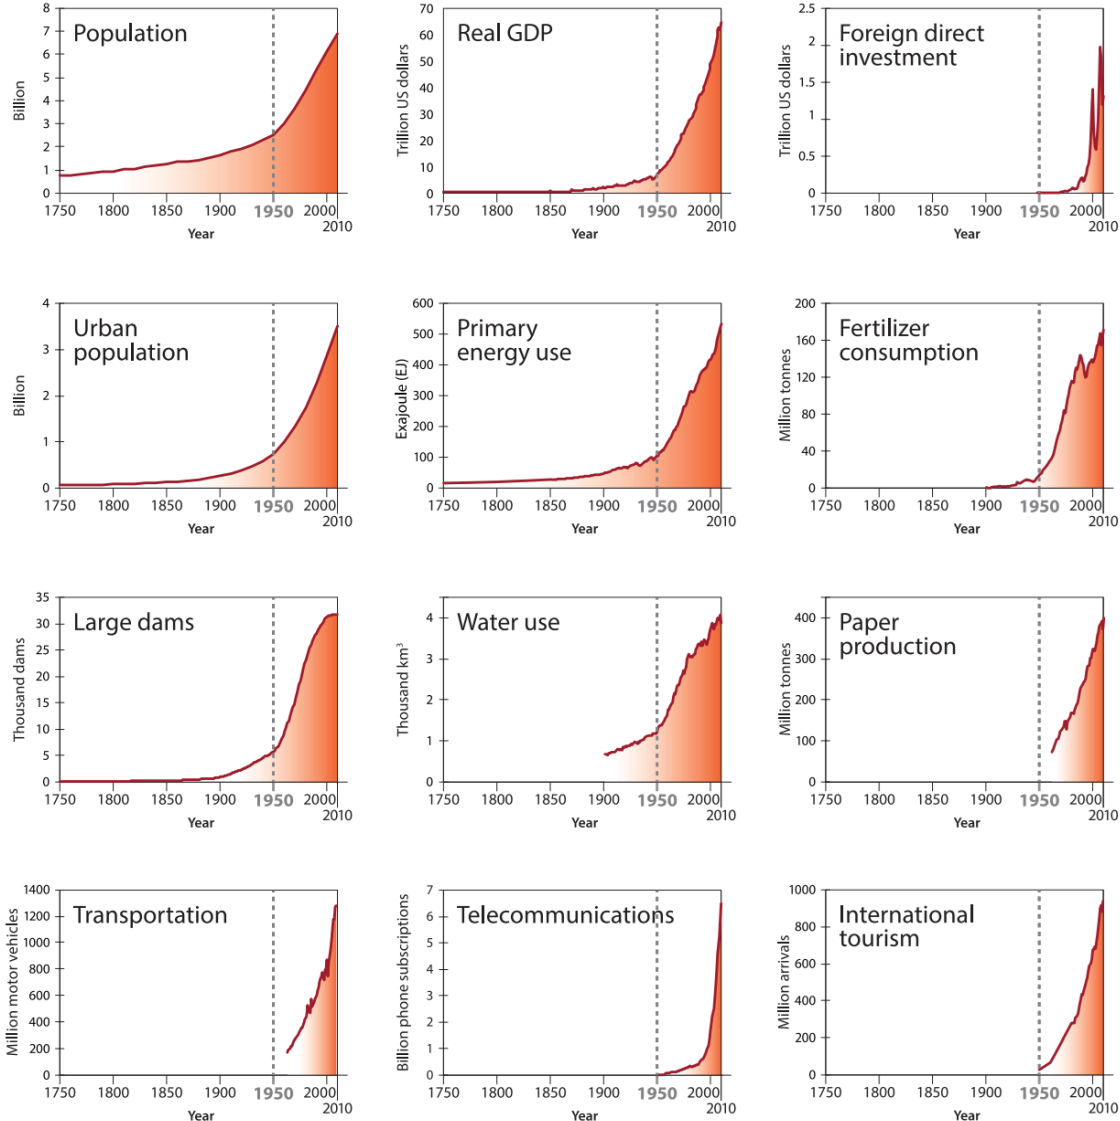 Population
Billion
8
7
6
5
4
3
2
1
0
1750 1800 1850 1900 1950 2000
2010
Year
Real GDP
Trillion US dollars
70
60
50
40
30
20
10
0
1750 1800 1850 1900 1950 2000
2010
Year
Foreign direct
investment
Trillion US dollars
2.5
2
1.5
1
0.5
0
1750 1800 1850 1900 1950 2000
2010
Year
Urban
population
Billion
4
3
2
1
0
1750 1800 1850 1900 1950 2000
2010
Year
Primary
energy use
Exajoule (EJ)
600
500
400
300
200
100
0
1750 1800 1850 1900 1950 2000
2010
Year
Fertilizer
consumption
Million tonnes
200
160
120
80
40
0
1750 1800 1850 1900 1950 2000
2010
Year
Large dams
Thousand dams
35
30
25
20
15
10
5
0
1750 1800 1850 1900 1950 2000
2010
Year
Water use
Thousand km³
4
3
2
1
0
1750 1800 1850 1900 1950 2000
2010
Year
Paper
production
Million tonnes
400
300
200
100
0
1750 1800 1850 1900 1950 2000
2010
Year
Transportation
Million motor vehicles
1400
1200
1000
800
600
400
200
0
1750 1800 1850 1900 1950 2000
2010
Year
Telecommunications
Billion phone subscriptions
7
6
5
4
3
2
1
0
1750 1800 1850 1900 1950 2000
2010
Year
International
tourism
Million arrivals
1000
800
600
400
200
0
1750 1800 1850 1900 1950 2000
2010
Year